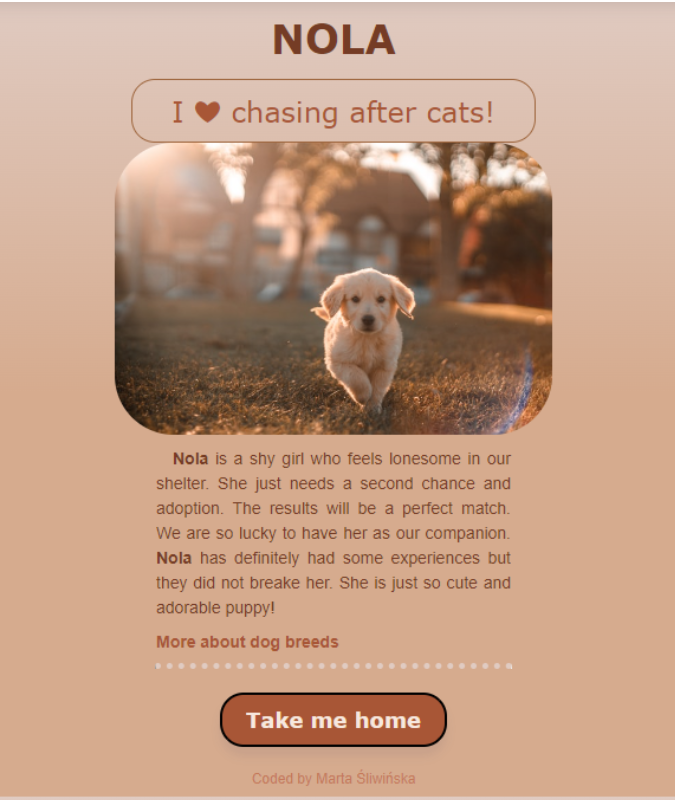 NOLA
I ♥ chasing after cats!
Nola is a shy girl who feels lonesome in our
shelter. She just needs a second chance and
adoption. The results will be a perfect match.
We are so lucky to have her as our companion.
Nola has definitely had some experiences but
they did not breake her. She is just so cute and
adorable puppy!
More about dog breeds
Take me home
Coded by Marta Śliwińska